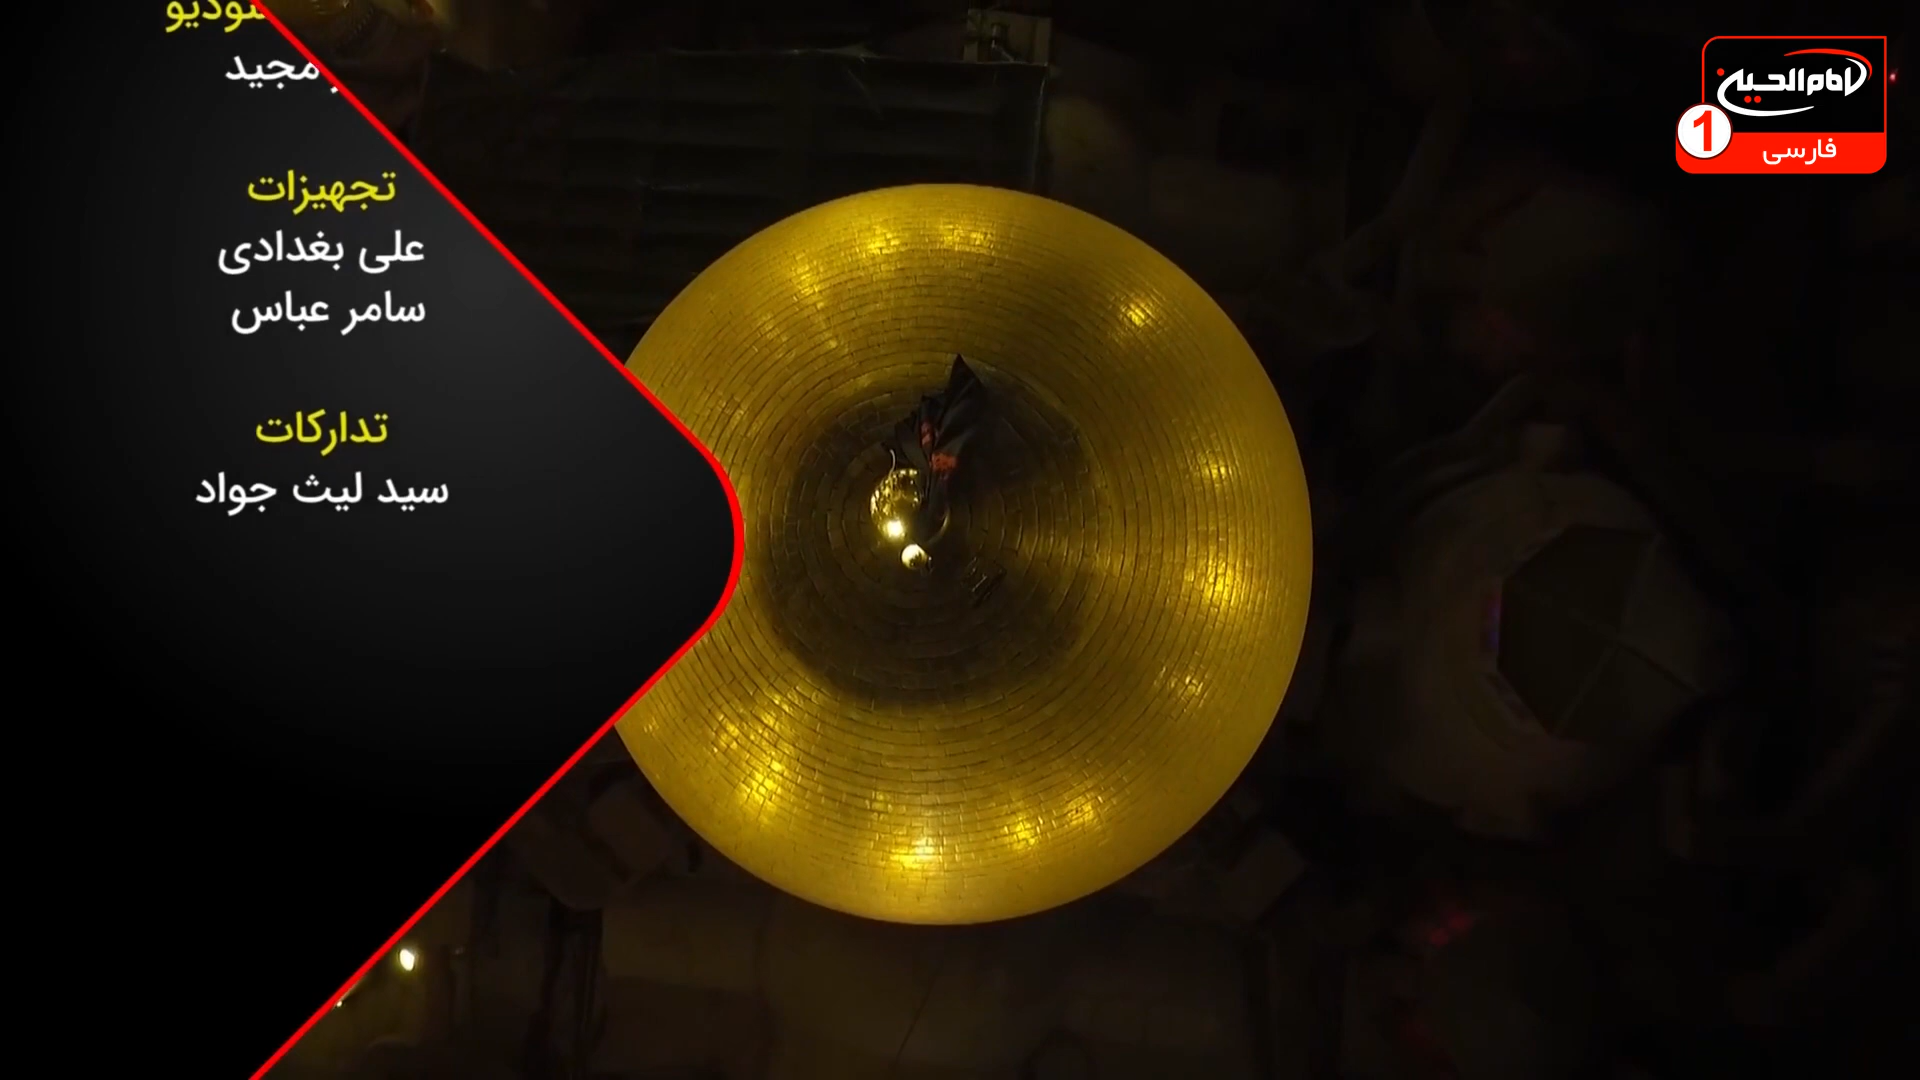 مجید
تجهیزات
علی بغدادی
سامر عباس
تدارکات
سید لیث جواد
امام الحسین
1
فارسی